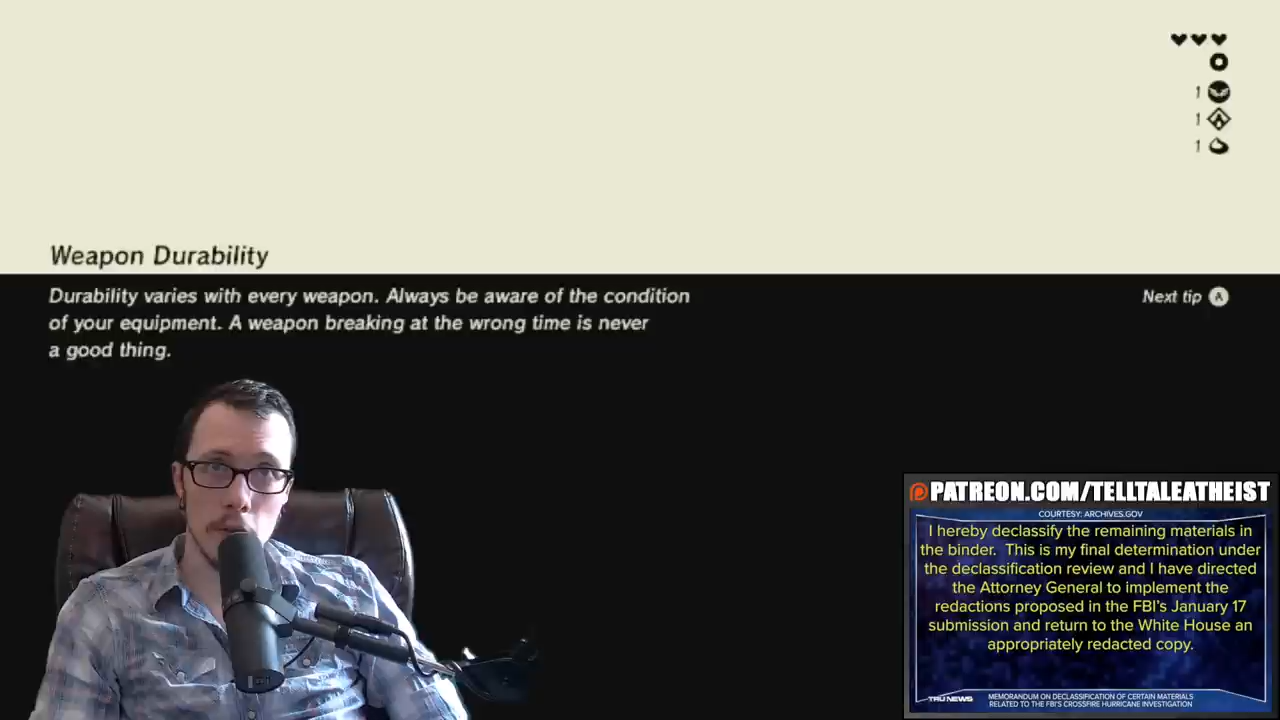 1
1
1
Weapon Durability
Durability varies with every weapon. Always be aware of the condition
of your equipment. A weapon breaking at the wrong time is never
a good thing.
Next tip A
PATREON.COM/TELLTALEATHEIST
COURTESY: ARCHIVES.GOV
I hereby declassify the remaining materials in
the binder. This is my final determination under
the declassification review and I have directed
the Attorney General to implement the
redactions proposed in the FBI's January 17
submission and return to the White House an
appropriately redacted copy.
TRUNEWS
MEMORANDUM ON DECLASSIFICATION OF CERTAIN MATERIALS
RELATED TO THE FBI'S CROSSFIRE HURRICANE INVESTIGATION